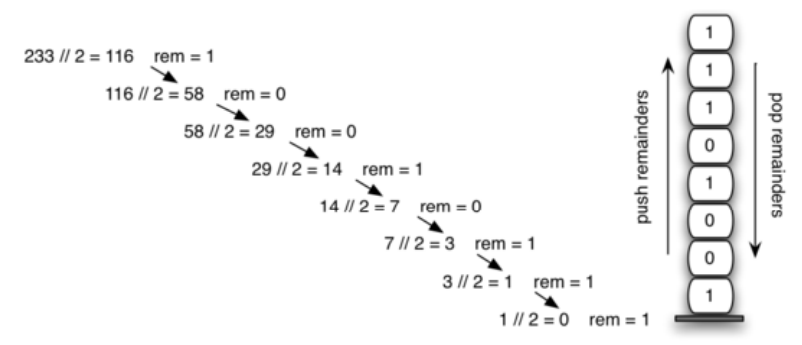 233 // 2 = 116 rem = 1
116 // 2 = 58 rem = 0
58 // 2 = 29 rem = 0
29 // 2 = 14 rem = 1
14 // 2 = 7 rem = 0
7 // 2 = 3 rem = 1
3 // 2 = 1 rem = 1
1 // 2 = 0 rem = 1
push remainders
1
1
1
0
1
0
0
1
pop remainders